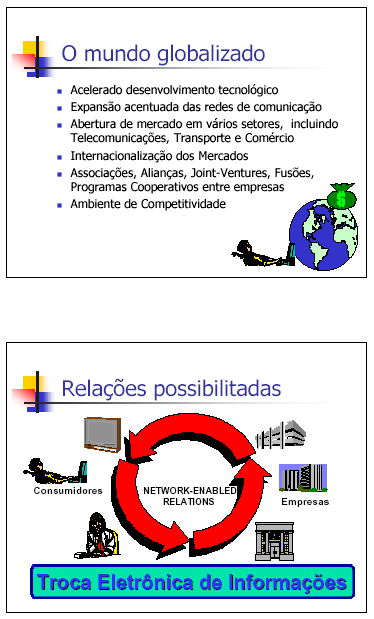 O mundo globalizado
Acelerado desenvolvimento tecnológico
Expansão acentuada das redes de comunicação
Abertura de mercado em vários setores, incluindo
Telecomunicações, Transporte e Comércio
Internacionalização dos Mercados
Associações, Alianças, Joint-Ventures, Fusões,
Programas Cooperativos entre empresas
Ambiente de Competitividade
$
Relações possibilitadas
Consumidores
NETWORK-ENABLED
RELATIONS
Empresas
Troca Eletrônica de Informações